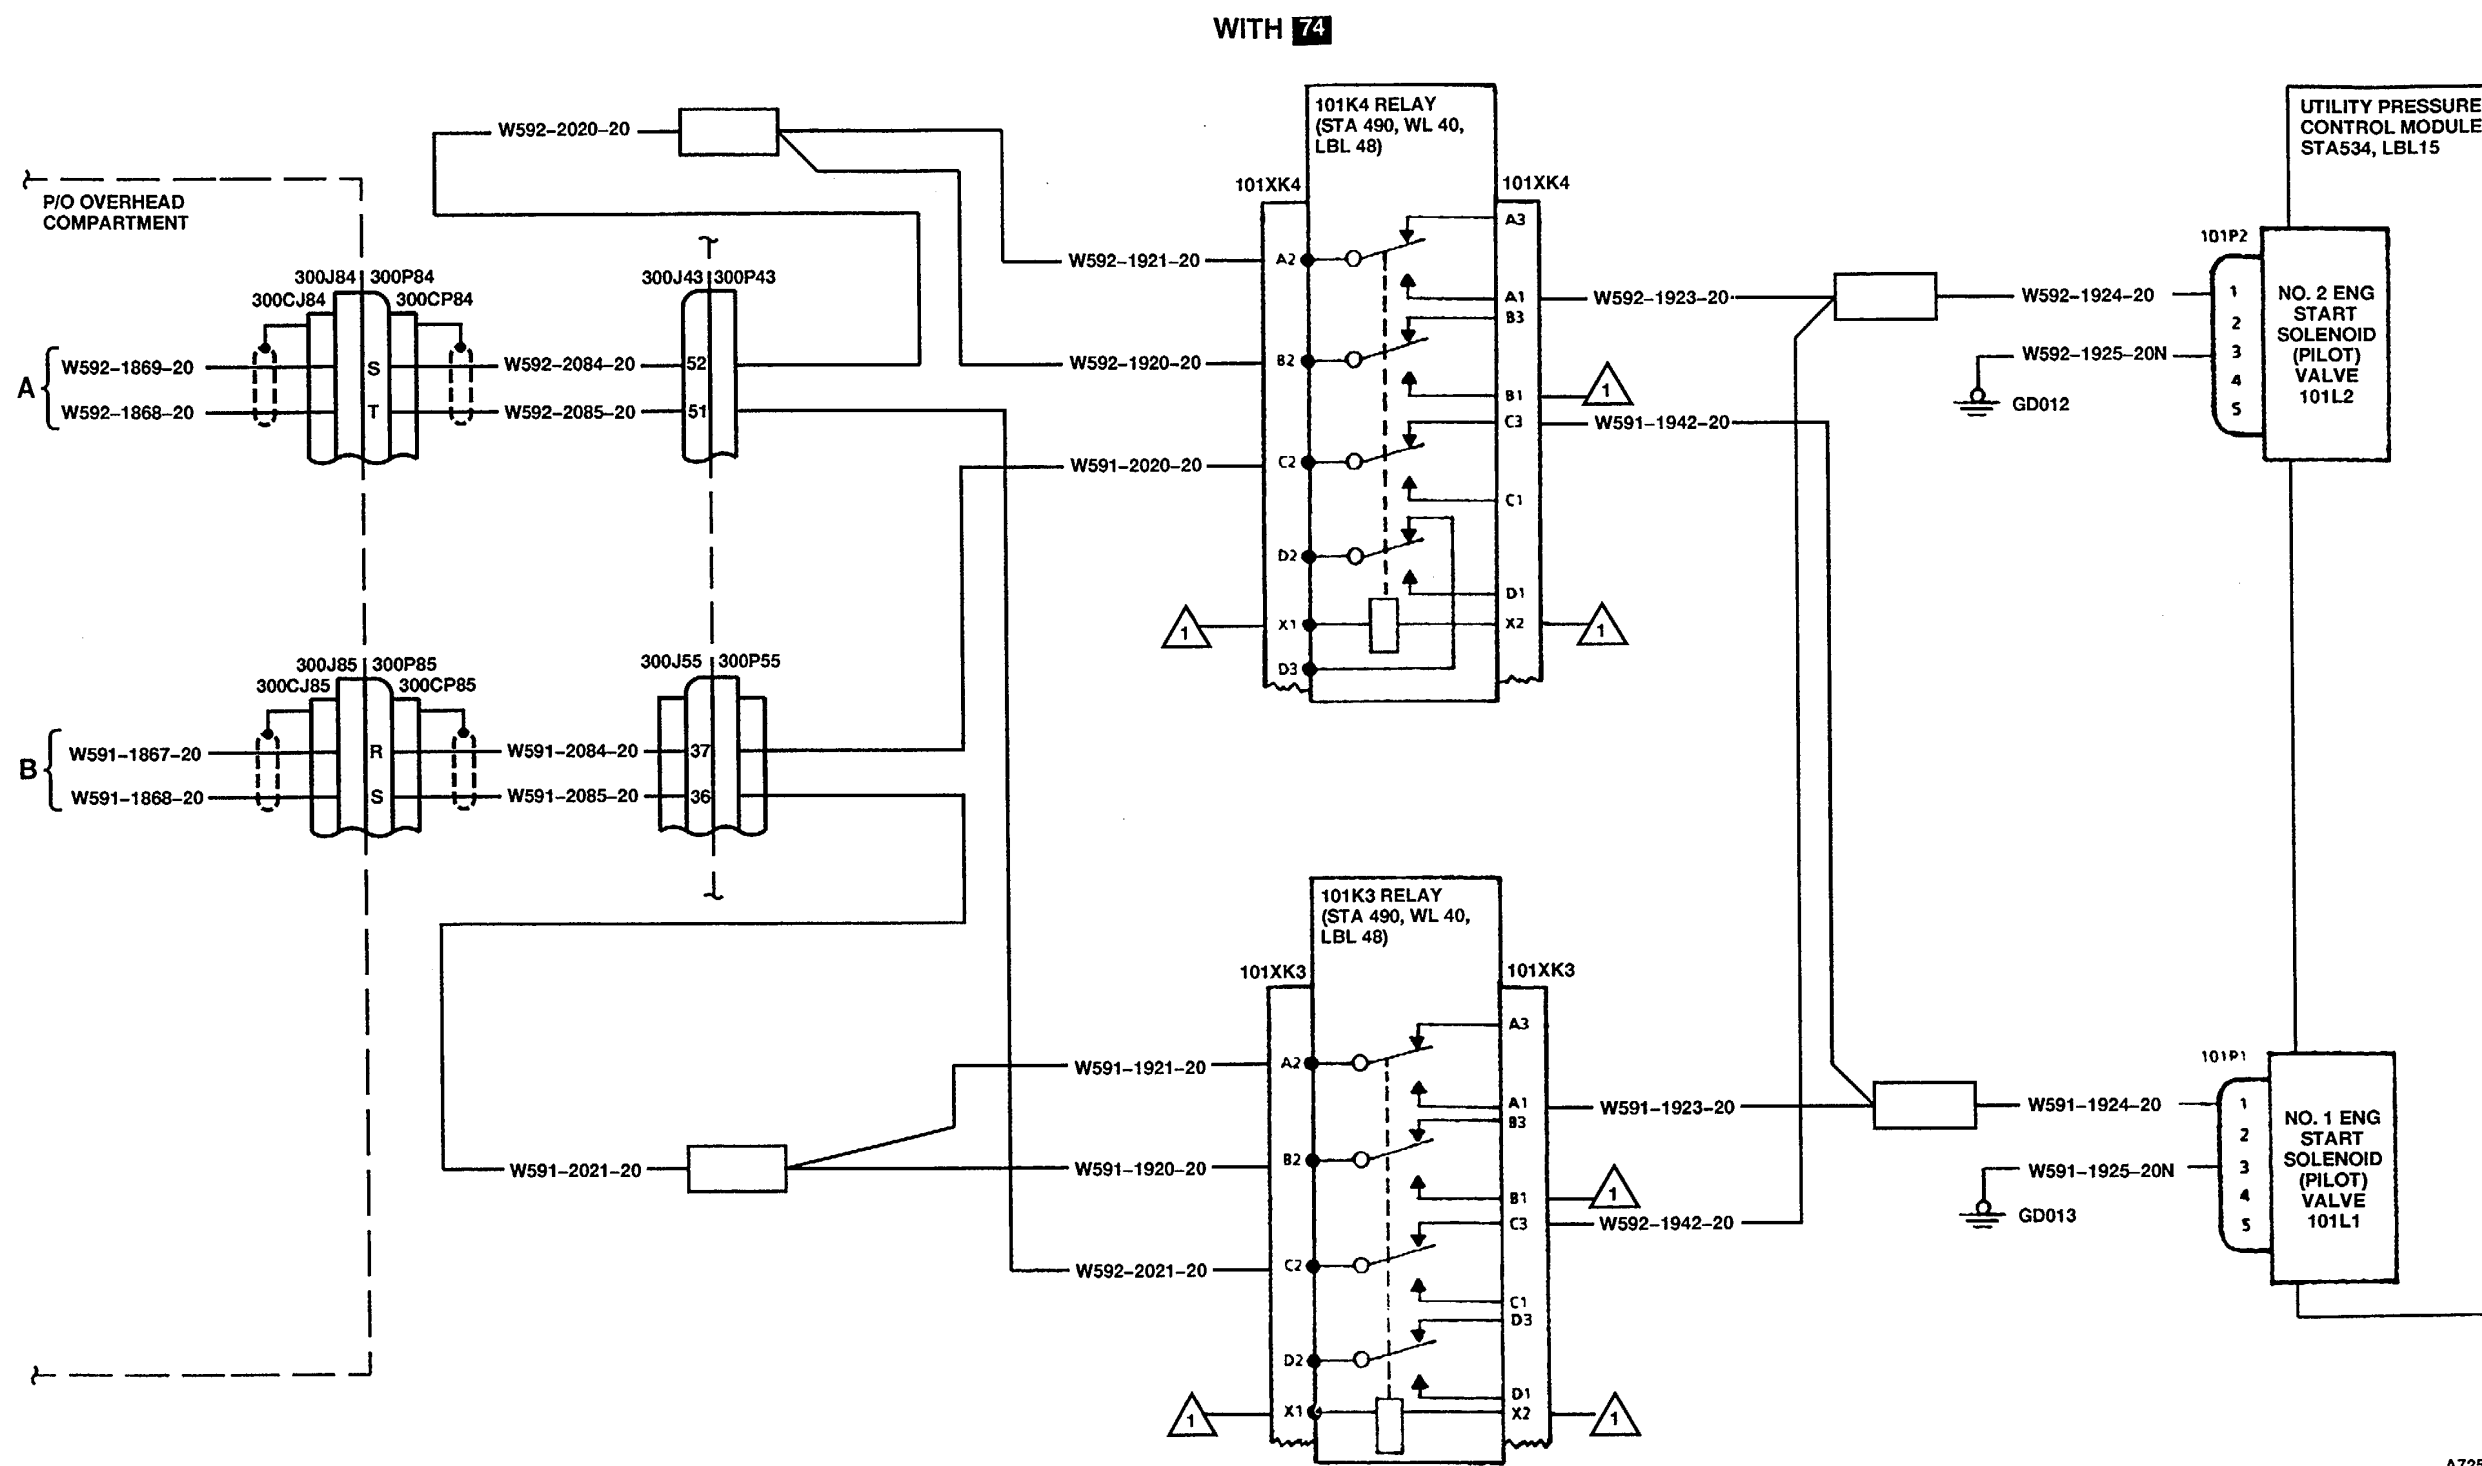 WITH 74
P/O OVERHEAD
COMPARTMENT
300J84 300P84
300CJ84 300CP84
A
W592-1869-20
S
W592-2084-20
W592-1868-20
T
W592-2085-20
300J43 300P43
52
51
W592-2020-20
300J85 300P85
300CJ85 300CP85
B
W591-1867-20
R
W591-2084-20
W591-1868-20
S
W591-2085-20
300J55 300P55
37
36
W591-2021-20
W592-1921-20
W592-1920-20
W591-2020-20
101K4 RELAY
(STA 490, WL 40,
LBL 48)
101XK4
101XK4
A2
B2
C2
D2
X1
D3
A3
A1
B3
B1
C3
C1
D1
X2
1
1
1
W592-1923-20
W591-1942-20
W591-1921-20
W591-1920-20
W592-2021-20
101K3 RELAY
(STA 490, WL 40,
LBL 48)
101XK3
101XK3
A2
B2
C2
D2
X1
A3
A1
B3
B1
C3
C1
D3
D1
X2
1
1
1
W591-1923-20
W592-1942-20
UTILITY PRESSURE
CONTROL MODULE
STA534, LBL15
101P2
W592-1924-20
W592-1925-20N
GD012
1
2
3
4
5
NO. 2 ENG
START
SOLENOID
(PILOT)
VALVE
101L2
101P1
W591-1924-20
W591-1925-20N
GD013
1
2
3
4
5
NO. 1 ENG
START
SOLENOID
(PILOT)
VALVE
101L1